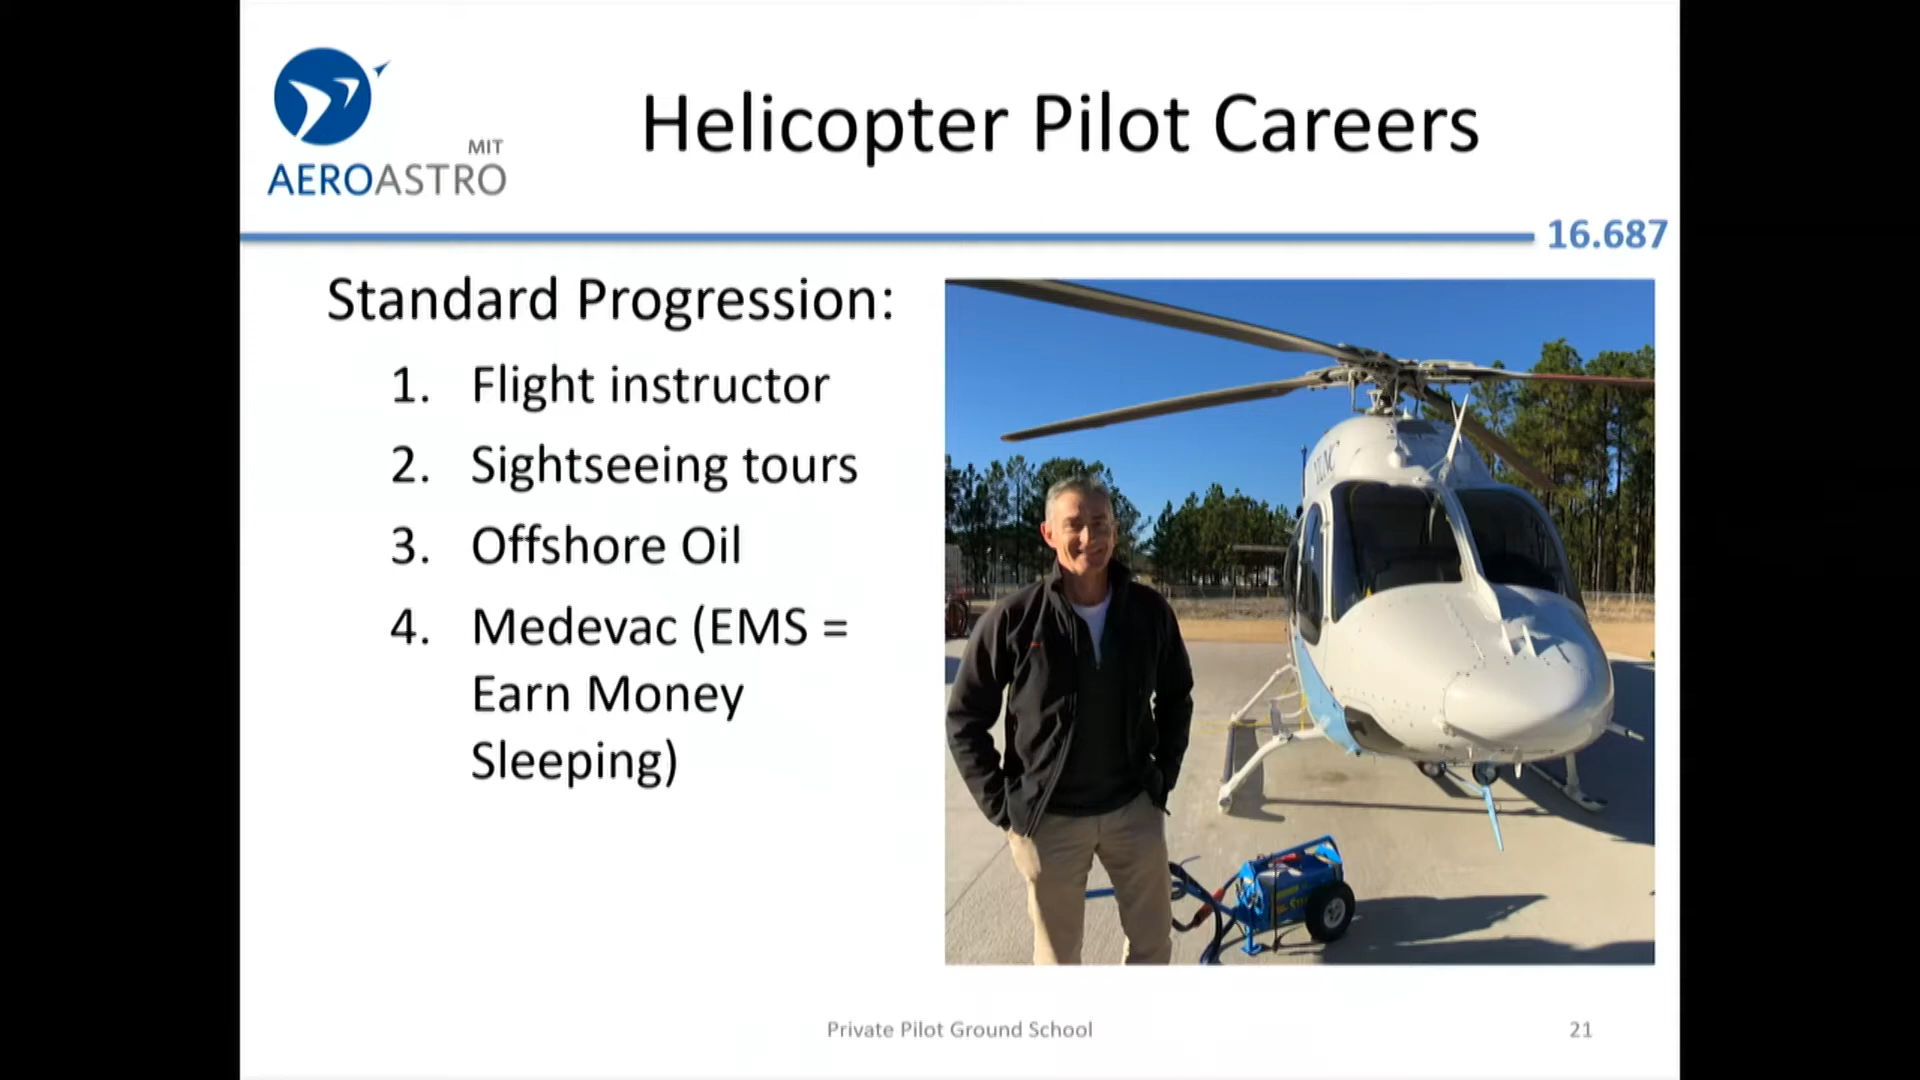 MIT
AEROASTRO
Helicopter Pilot Careers
16.687
Standard Progression:
1. Flight instructor
2. Sightseeing tours
3. Offshore Oil
4. Medevac (EMS =
Earn Money
Sleeping)
Private Pilot Ground School
21